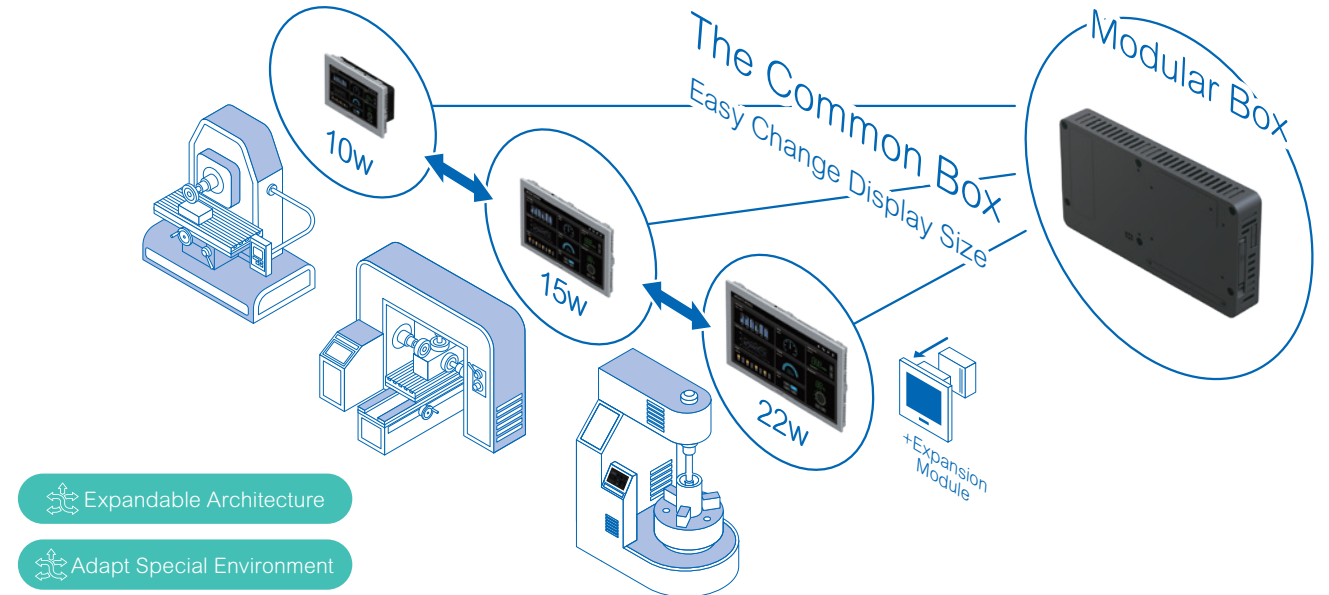 The Common Box
Easy Change Display Size
Modular Box
10w
15w
22w
+Expansion
Module
Expandable Architecture
Adapt Special Environment